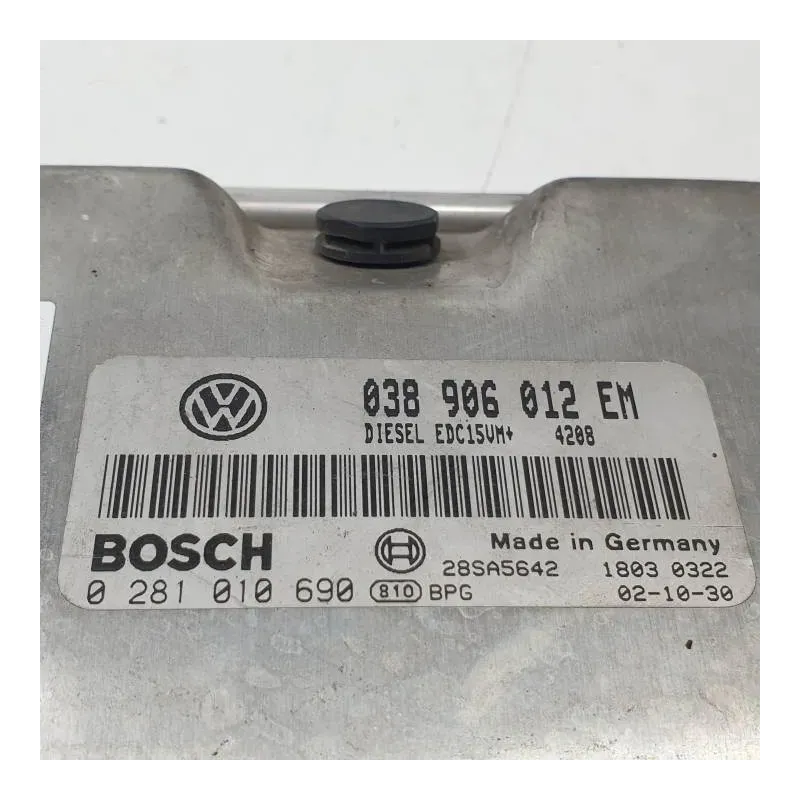 VW
038 906 012 EM
DIESEL EDC15VM+ 4208
BOSCH
Made in Germany
28SA5642 1803 0322
0 281 010 690 810 BPG 02-10-30